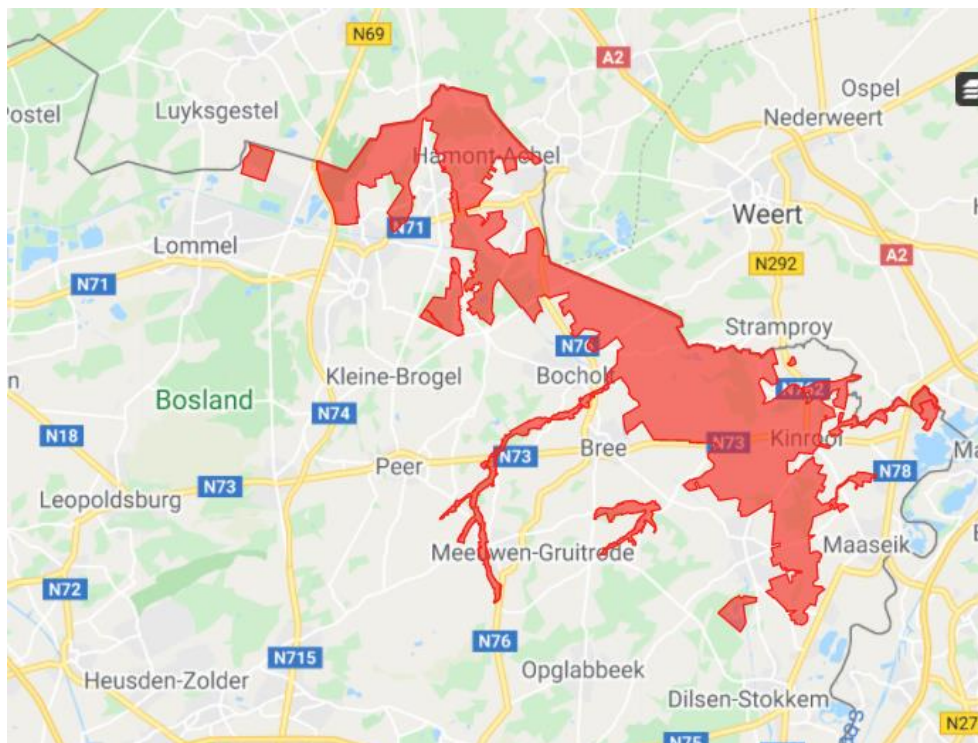 N69
A2
Ospel
Luyksgestel
Postel
Nederweert
Hamont-Achel
Weert
N71
Lommel
A2
N292
N71
Stramproy
N76
Kleine-Brogel
Bocholt
N762
Bosland
N74
N18
N73
Bree
N73
Kinrooi
Peer
N78
N73
Leopoldsburg
Maaseik
Meeuwen-Gruitrode
N72
N76
N715
Opglabbeek
Heusden-Zolder
Dilsen-Stokkem
N27
N75